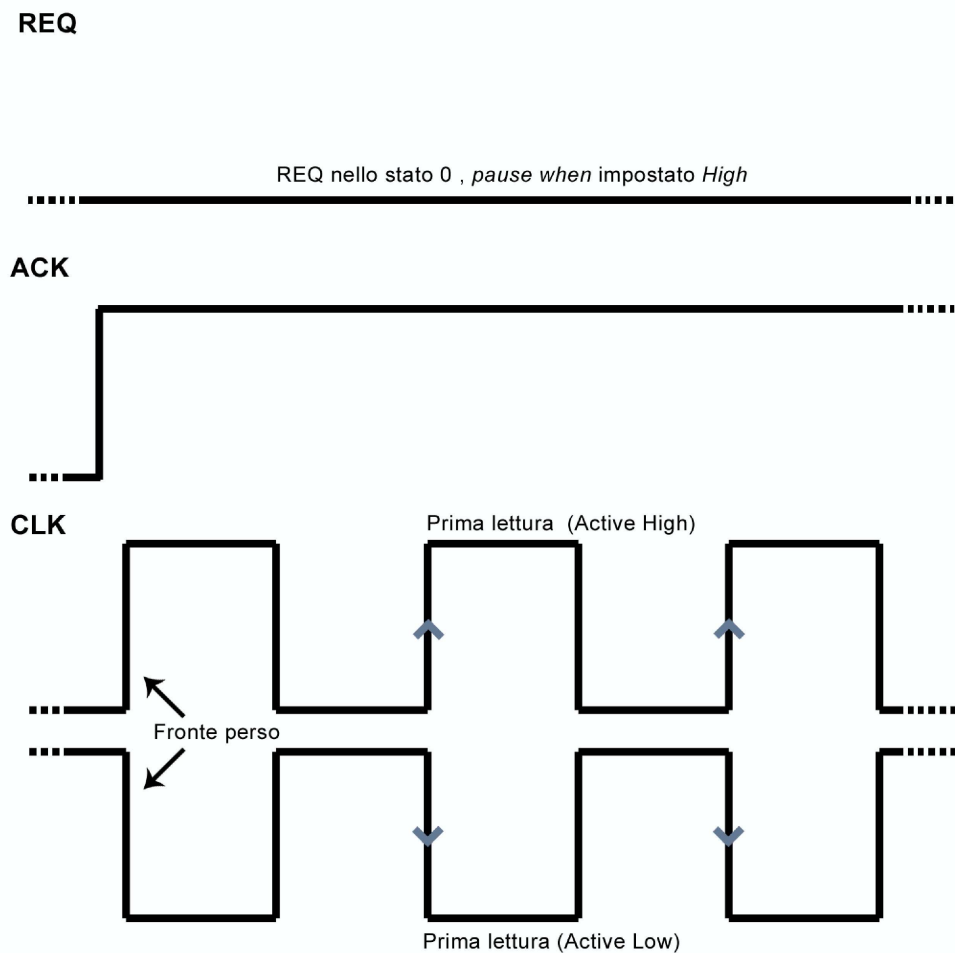 REQ
REQ nello stato 0 , pause when impostato High
ACK
CLK
Prima lettura (Active High)
Fronte perso
Prima lettura (Active Low)